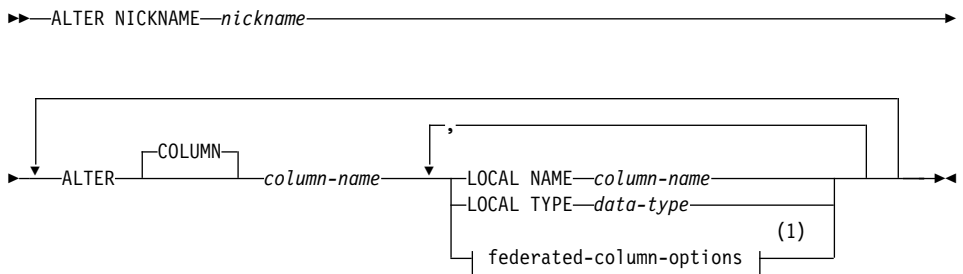 ALTER NICKNAME nickname
,
COLUMN
ALTER column-name LOCAL NAME column-name
LOCAL TYPE data-type
(1)
federated-column-options